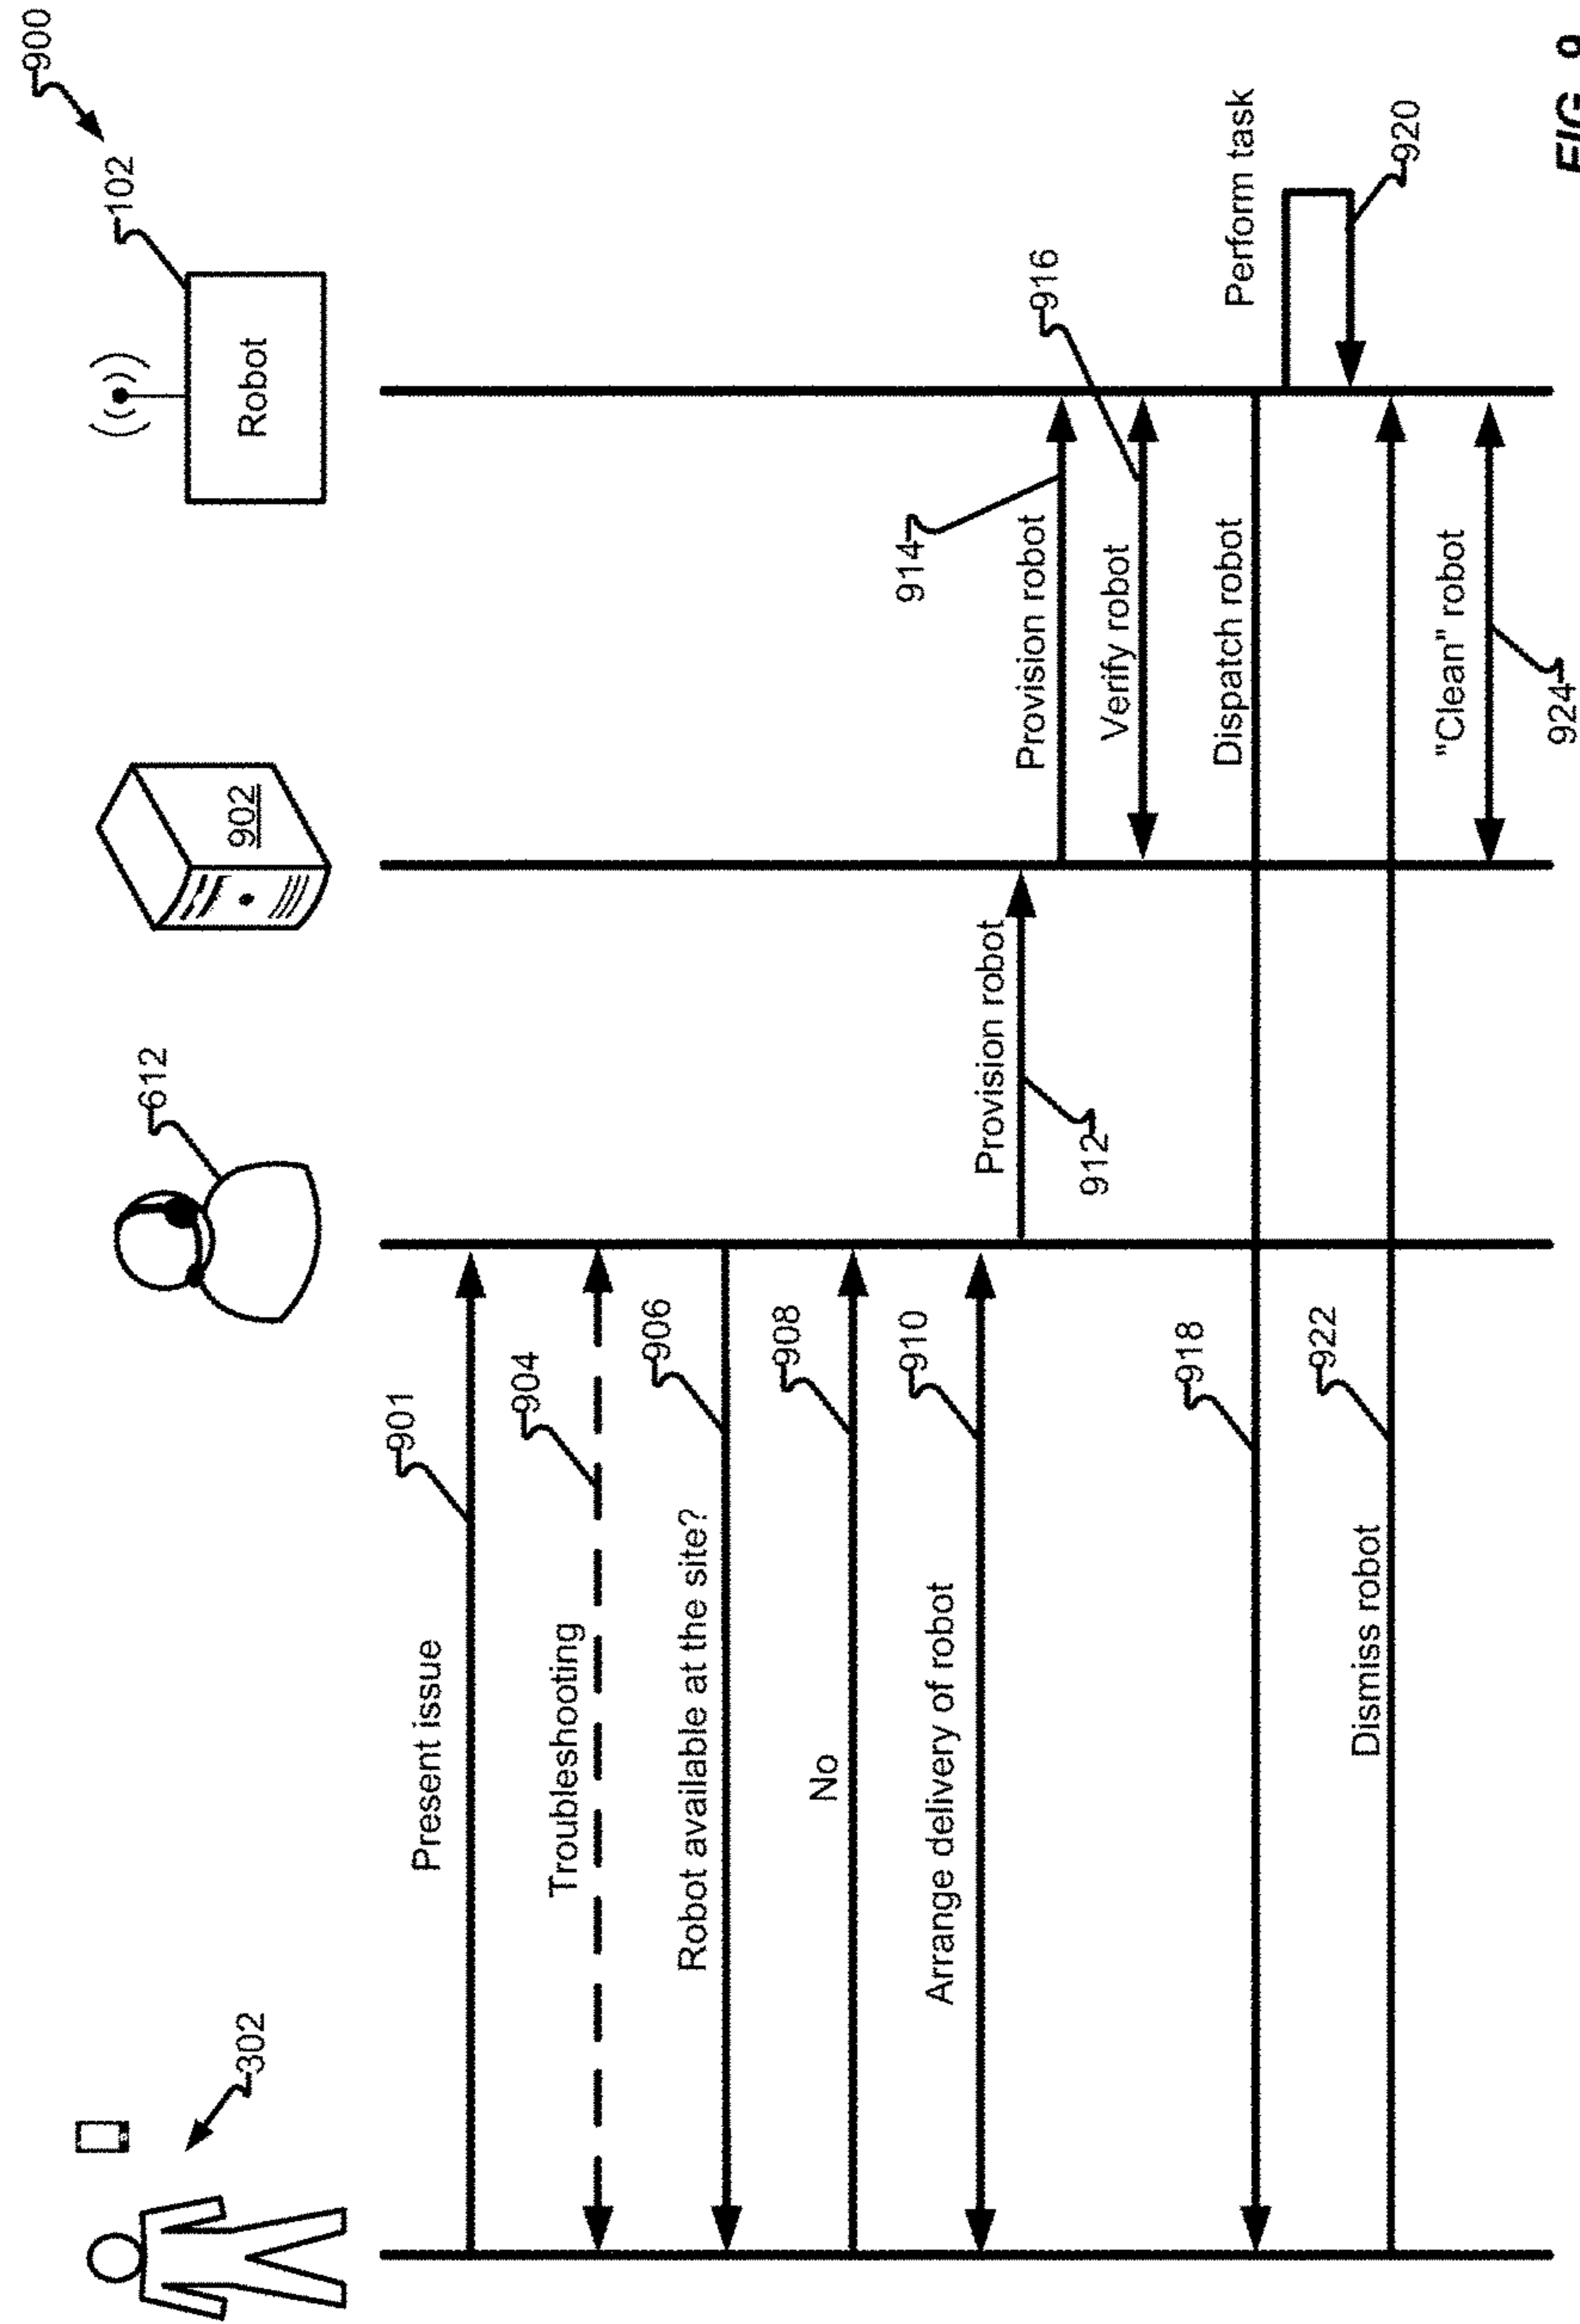 900
302
612
902
102
Robot
Present issue
901
Troubleshooting
904
Robot available at the site?
906
No
908
Arrange delivery of robot
910
Provision robot
912
914
Provision robot
916
Verify robot
Dispatch robot
918
Perform task
920
Dismiss robot
922
"Clean" robot
924
FIG. 9